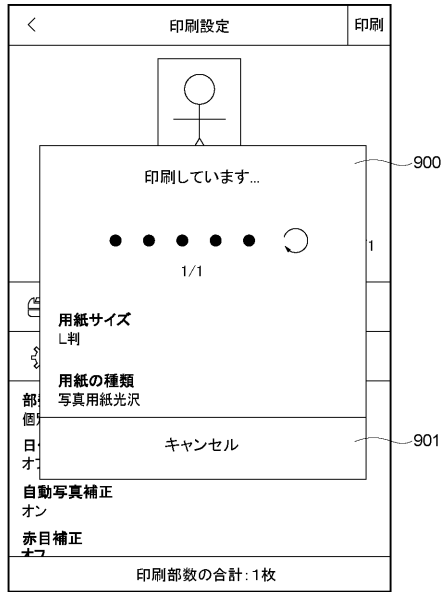 印刷設定
印刷
900
印刷しています...
1/1
用紙サイズ
L判
用紙の種類
写真用紙光沢
キャンセル
901
自動写真補正
オン
赤目補正
オフ
印刷部数の合計:1枚